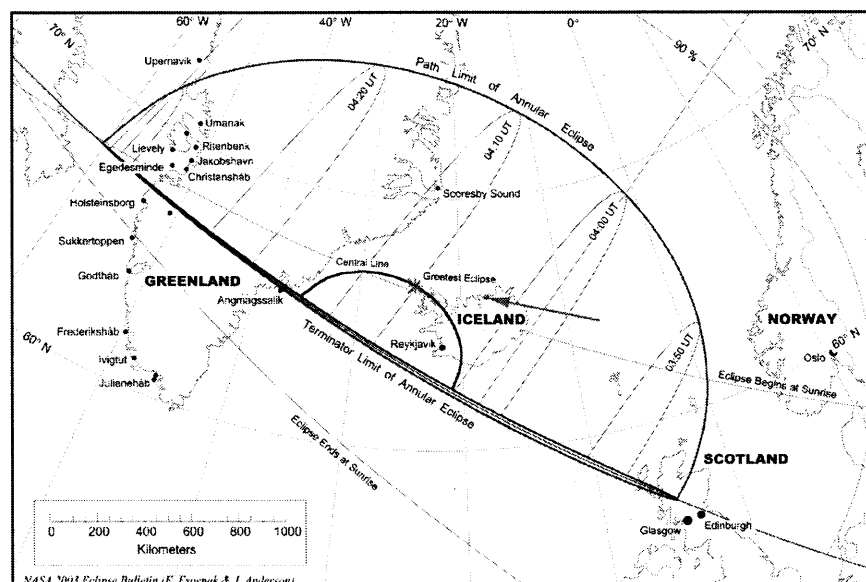 60° W
40° W
20° W
0°
70° N
90 %
70° N
Upernavik
04:20 UT
Path Limit of Annular Eclipse
Umanak
04:10 UT
Lievely
Ritenbenk
Egedesminde
Jakobshavn
Christanshåb
Holsteinsborg
Scoresby Sound
04:00 UT
Sukkertoppen
Central Line
Godthåb
GREENLAND
Greatest Eclipse
Angmagssalik
ICELAND
NORWAY
Frederikshåb
Terminator Limit of Annular Eclipse
Reykjavik
03:50 UT
60° N
60° N
Oslo
Ivigtut
Eclipse Begins at Sunrise
Julianehåb
Eclipse Ends at Sunrise
SCOTLAND
0 200 400 600 800 1000
Kilometers
Glasgow
Edinburgh
NASA 2003 Eclipse Bulletin (F. Espenak & J. Anderson)